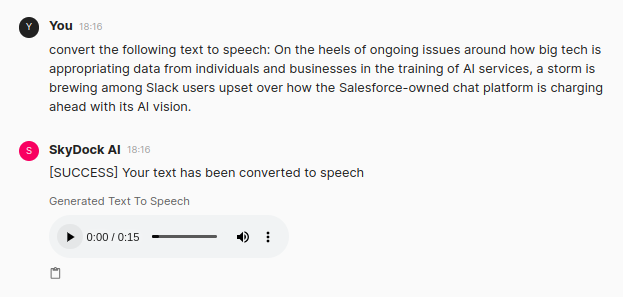 Y You 18:16
convert the following text to speech: On the heels of ongoing issues around how big tech is
appropriating data from individuals and businesses in the training of AI services, a storm is
brewing among Slack users upset over how the Salesforce-owned chat platform is charging
ahead with its AI vision.
S SkyDock AI 18:16
[SUCCESS] Your text has been converted to speech
Generated Text To Speech
0:00 / 0:15